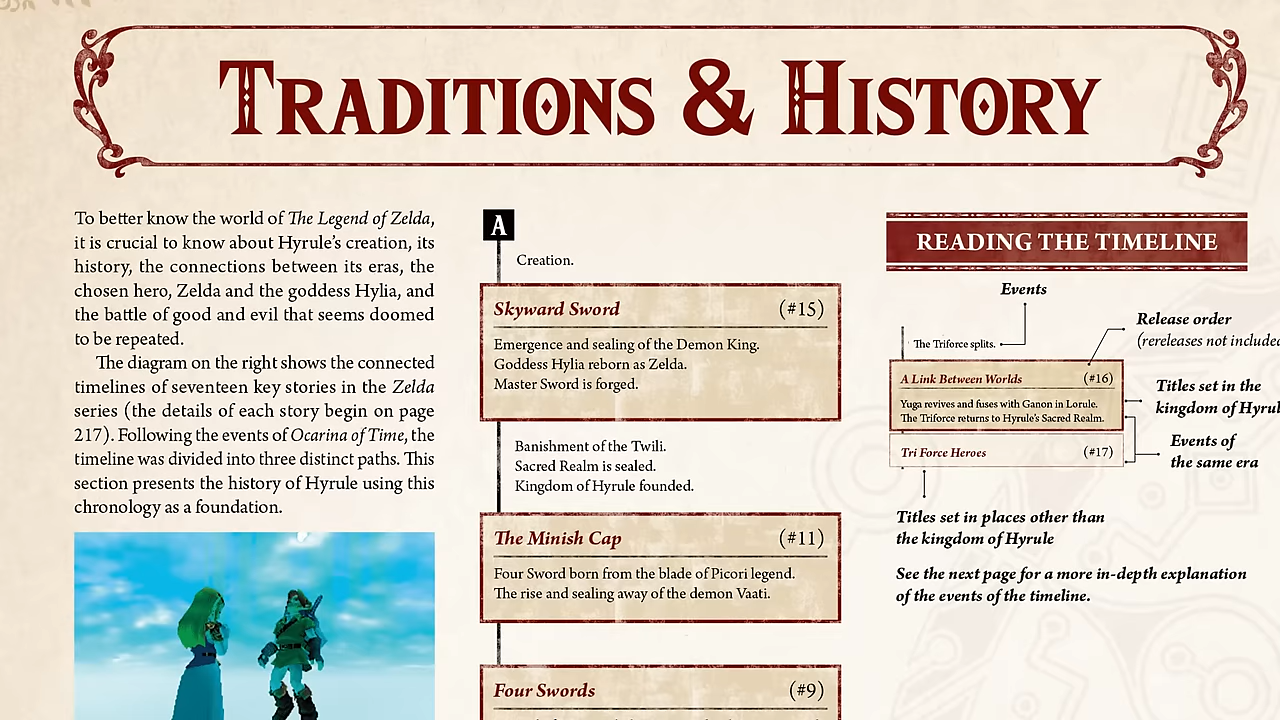 TRADITIONS & HISTORY
To better know the world of The Legend of Zelda,
it is crucial to know about Hyrule's creation, its
history, the connections between its eras, the
chosen hero, Zelda and the goddess Hylia, and
the battle of good and evil that seems doomed
to be repeated.
The diagram on the right shows the connected
timelines of seventeen key stories in the Zelda
series (the details of each story begin on page
217). Following the events of Ocarina of Time, the
timeline was divided into three distinct paths. This
section presents the history of Hyrule using this
chronology as a foundation.
A
Creation.
Skyward Sword (#15)
Emergence and sealing of the Demon King.
Goddess Hylia reborn as Zelda.
Master Sword is forged.
Banishment of the Twili.
Sacred Realm is sealed.
Kingdom of Hyrule founded.
The Minish Cap (#11)
Four Sword born from the blade of Picori legend.
The rise and sealing away of the demon Vaati.
Four Swords (#9)
READING THE TIMELINE
Events
Release order
(rereleases not include
The Triforce splits.
A Link Between Worlds (#16)
Yuga revives and fuses with Ganon in Lorule.
The Triforce returns to Hyrule's Sacred Realm.
Titles set in the
kingdom of Hyrul
Tri Force Heroes (#17)
Events of
the same era
Titles set in places other than
the kingdom of Hyrule
See the next page for a more in-depth explanation
of the events of the timeline.